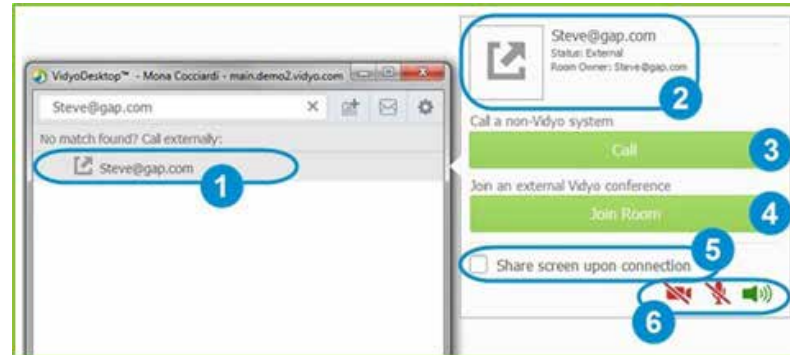 VidyoDesktop™ - Mona Cocciardi - main.demo2.vidyo.com
Steve@gap.com
No match found? Call externally:
Steve@gap.com
1
Steve@gap.com
Status: External
Room Owner: Steve@gap.com
2
Call a non-Vidyo system
Call
3
Join an external Vidyo conference
Join Room
4
5
Share screen upon connection
6